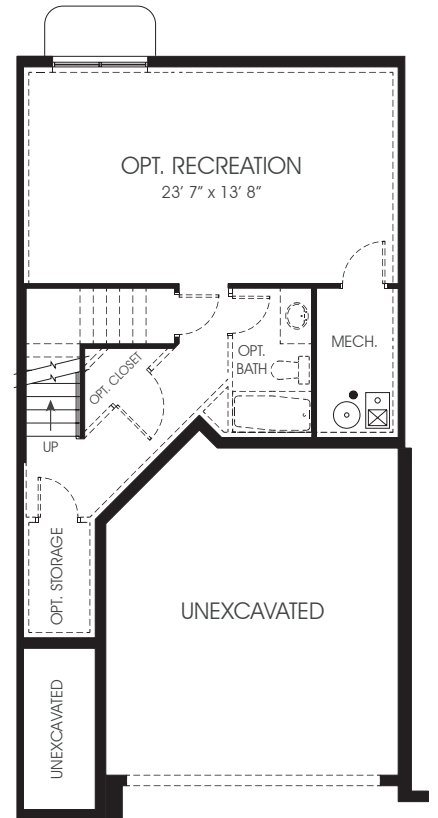 OPT. RECREATION
23' 7" x 13' 8"
MECH.
OPT.
BATH
OPT. CLOSET
UP
OPT. STORAGE
UNEXCAVATED
UNEXCAVATED